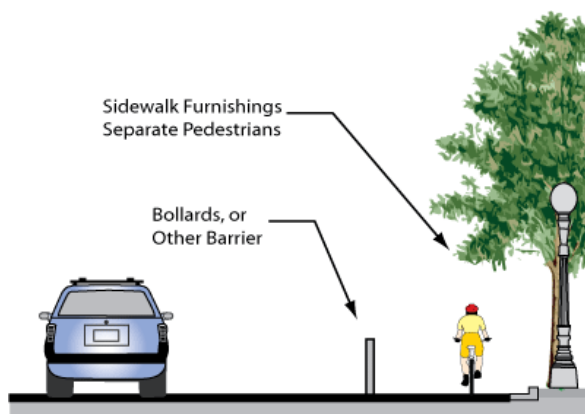 Sidewalk Furnishings
Separate Pedestrians
Bollards, or
Other Barrier